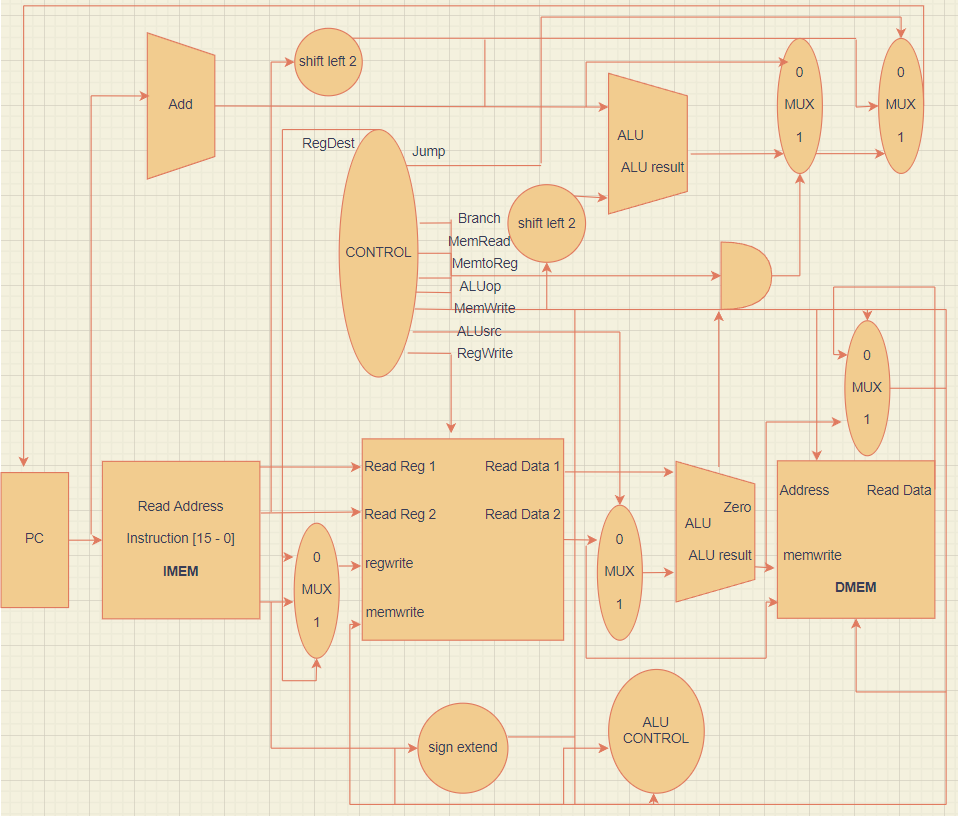 shift left 2
Add
0
MUX
1
0
MUX
1
ALU
ALU result
RegDest
Jump
CONTROL
Branch
MemRead
MemtoReg
ALUop
MemWrite
ALUsrc
RegWrite
shift left 2
0
MUX
1
PC
Read Address
Instruction [15 - 0]
IMEM
0
MUX
1
Read Reg 1
Read Data 1
Read Reg 2
Read Data 2
regwrite
memwrite
0
MUX
1
Zero
ALU
ALU result
Address
Read Data
memwrite
DMEM
sign extend
ALU
CONTROL